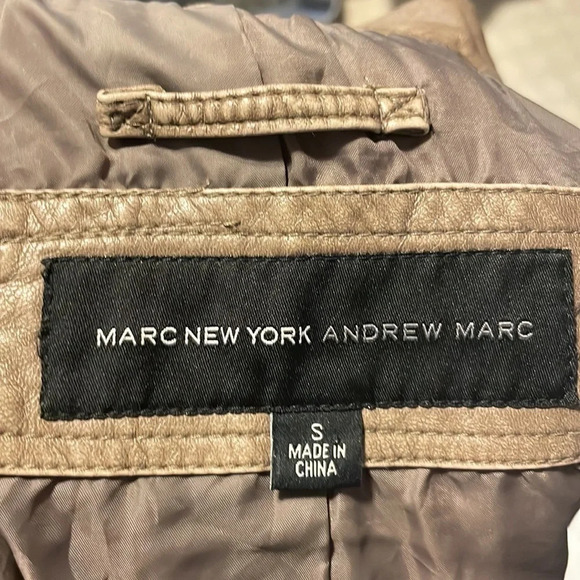 MARC NEW YORK ANDREW MARC
S
MADE IN
CHINA